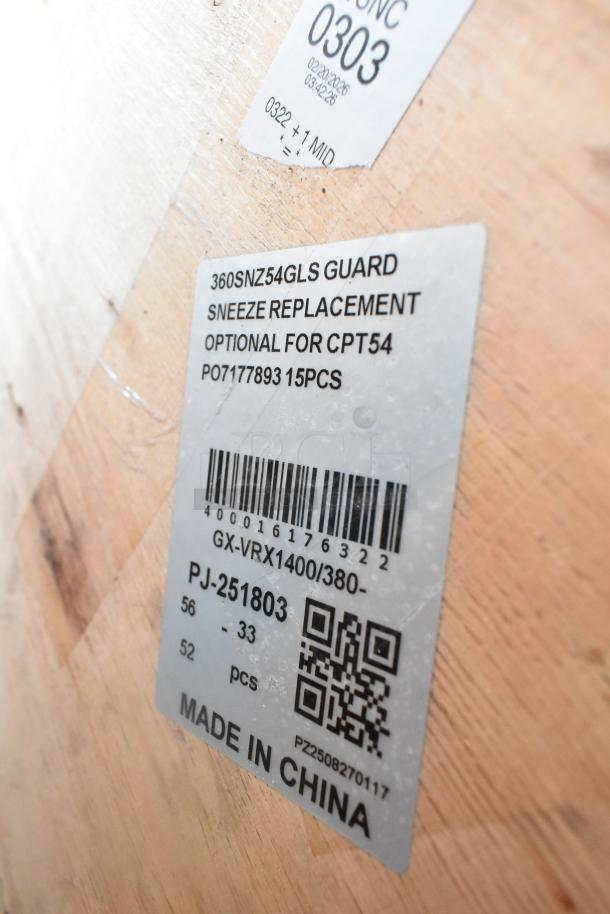 0303
02/20/2026
03:42:26
0322 + 1 MID
* = *
360SNZ54GLS GUARD
SNEEZE REPLACEMENT
OPTIONAL FOR CPT54
PO7177893 15PCS
400016176322
GX-VRX1400/380-
PJ-251803
56 - 33
52 pcs
PZ2508270117
MADE IN CHINA